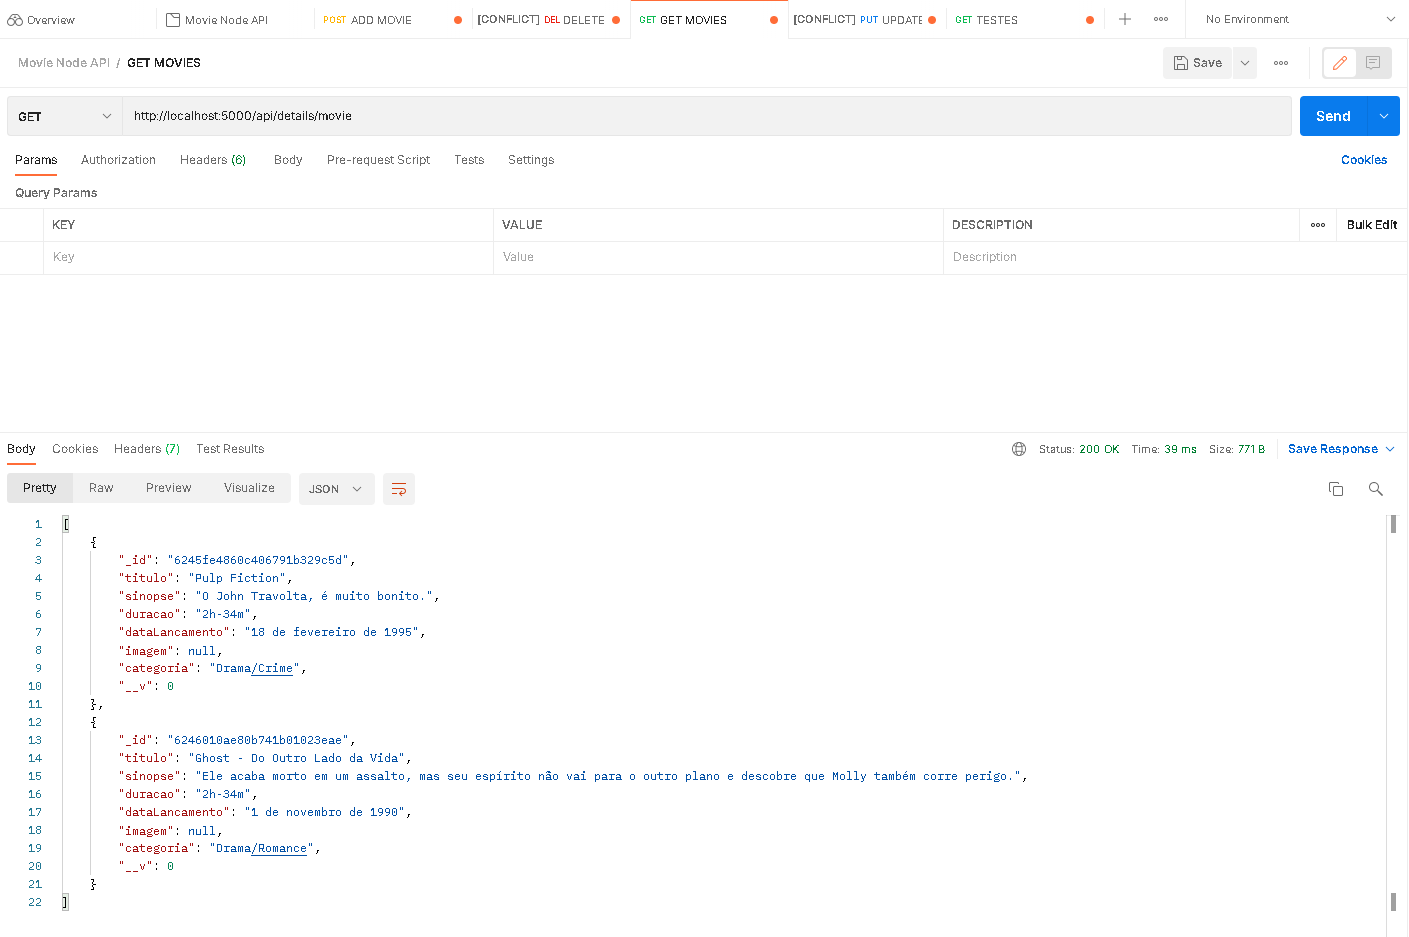 Overview Movie Node API POST ADD MOVIE [CONFLICT] DEL DELETE GET GET MOVIES [CONFLICT] PUT UPDATE GET TESTES No Environment
Movie Node API / GET MOVIES Save
GET http://localhost:5000/api/details/movie Send
Params Authorization Headers (6) Body Pre-request Script Tests Settings Cookies
Query Params
KEY VALUE DESCRIPTION Bulk Edit
Key Value Description
Body Cookies Headers (7) Test Results Status: 200 OK Time: 39 ms Size: 771 B Save Response
Pretty Raw Preview Visualize JSON
1 [
2 {
3 "_id": "6245fe4860c406791b329c5d",
4 "titulo": "Pulp Fiction",
5 "sinopse": "O John Travolta, é muito bonito.",
6 "duracao": "2h-34m",
7 "dataLancamento": "18 de fevereiro de 1995",
8 "imagem": null,
9 "categoria": "Drama/Crime",
10 "__v": 0
11 },
12 {
13 "_id": "6246010ae80b741b01023eae",
14 "titulo": "Ghost - Do Outro Lado da Vida",
15 "sinopse": "Ele acaba morto em um assalto, mas seu espírito não vai para o outro plano e descobre que Molly também corre perigo.",
16 "duracao": "2h-34m",
17 "dataLancamento": "1 de novembro de 1990",
18 "imagem": null,
19 "categoria": "Drama/Romance",
20 "__v": 0
21 }
22 ]